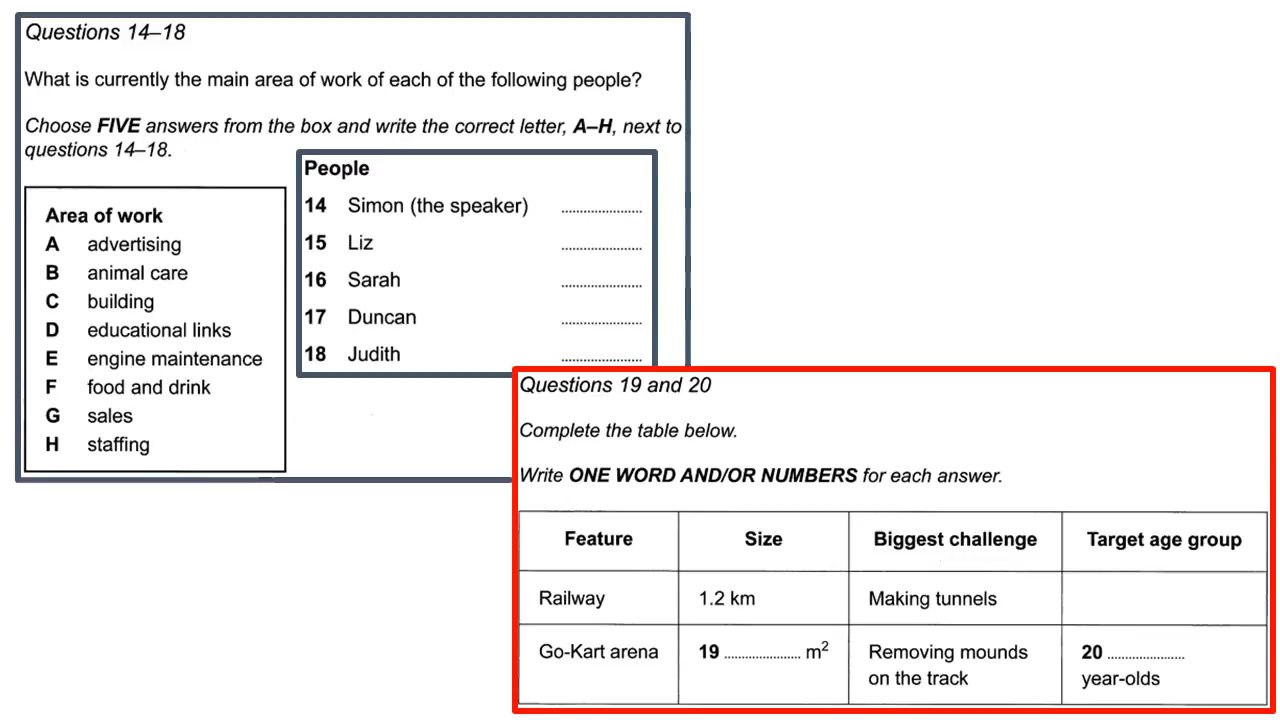 Questions 14–18
What is currently the main area of work of each of the following people?
Choose FIVE answers from the box and write the correct letter, A–H, next to
questions 14–18.
Area of work
A advertising
B animal care
C building
D educational links
E engine maintenance
F food and drink
G sales
H staffing
People
14 Simon (the speaker) ......................
15 Liz ......................
16 Sarah ......................
17 Duncan ......................
18 Judith ......................
Questions 19 and 20
Complete the table below.
Write ONE WORD AND/OR NUMBERS for each answer.
Feature Size Biggest challenge Target age group
Railway 1.2 km Making tunnels
Go-Kart arena 19 ..................... m² Removing mounds 20 .....................
on the track year-olds